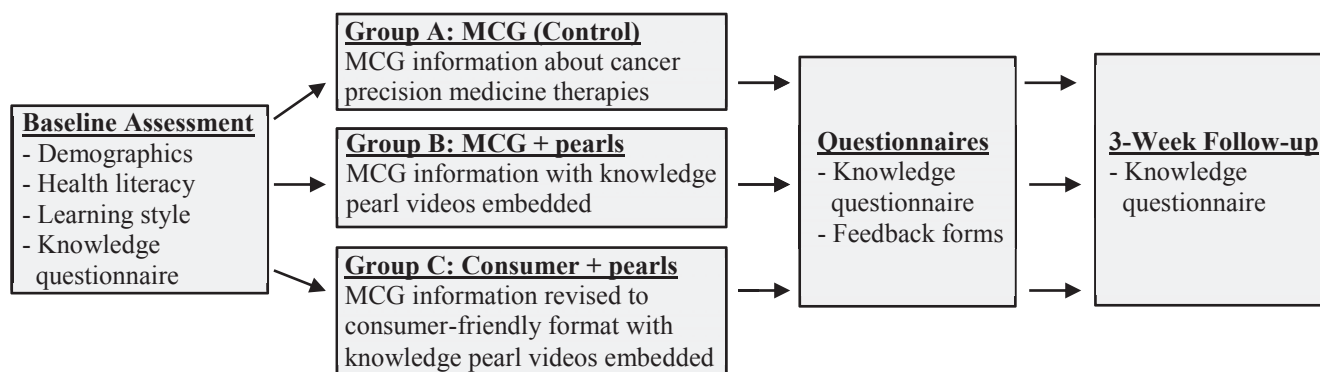 Baseline Assessment
- Demographics
- Health literacy
- Learning style
- Knowledge
questionnaire
Group A: MCG (Control)
MCG information about cancer
precision medicine therapies
Group B: MCG + pearls
MCG information with knowledge
pearl videos embedded
Group C: Consumer + pearls
MCG information revised to
consumer-friendly format with
knowledge pearl videos embedded
Questionnaires
- Knowledge
questionnaire
- Feedback forms
3-Week Follow-up
- Knowledge
questionnaire